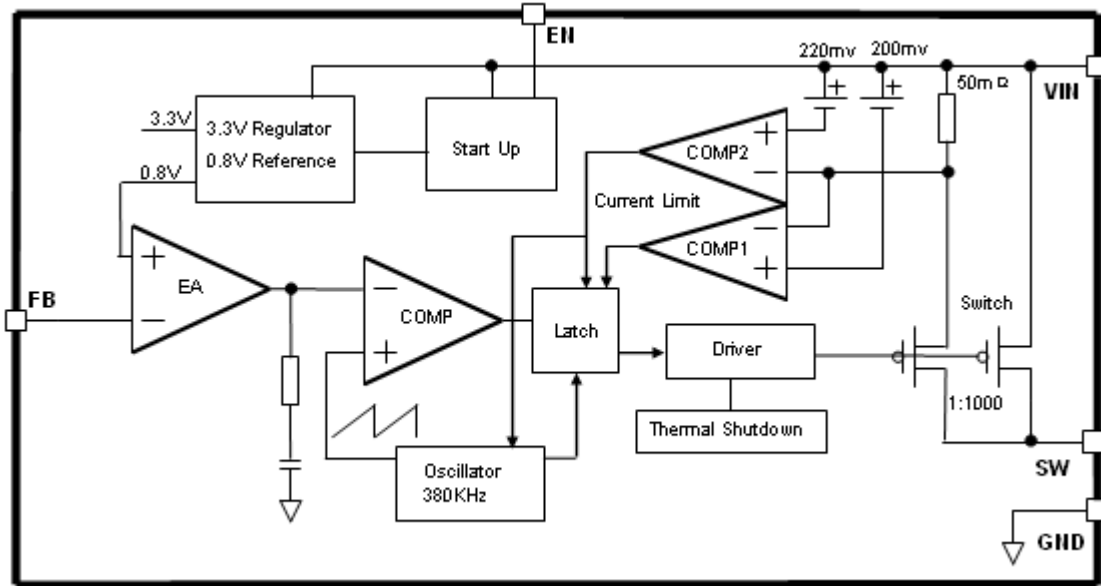 EN
220mv
200mv
50mΩ
VIN
3.3V
3.3V Regulator
0.8V Reference
0.8V
Start Up
+
+
+
COMP2
−
Current Limit
−
COMP1
+
+
EA
−
FB
−
COMP
+
Latch
Switch
Driver
1:1000
Thermal Shutdown
Oscillator
380KHz
SW
GND